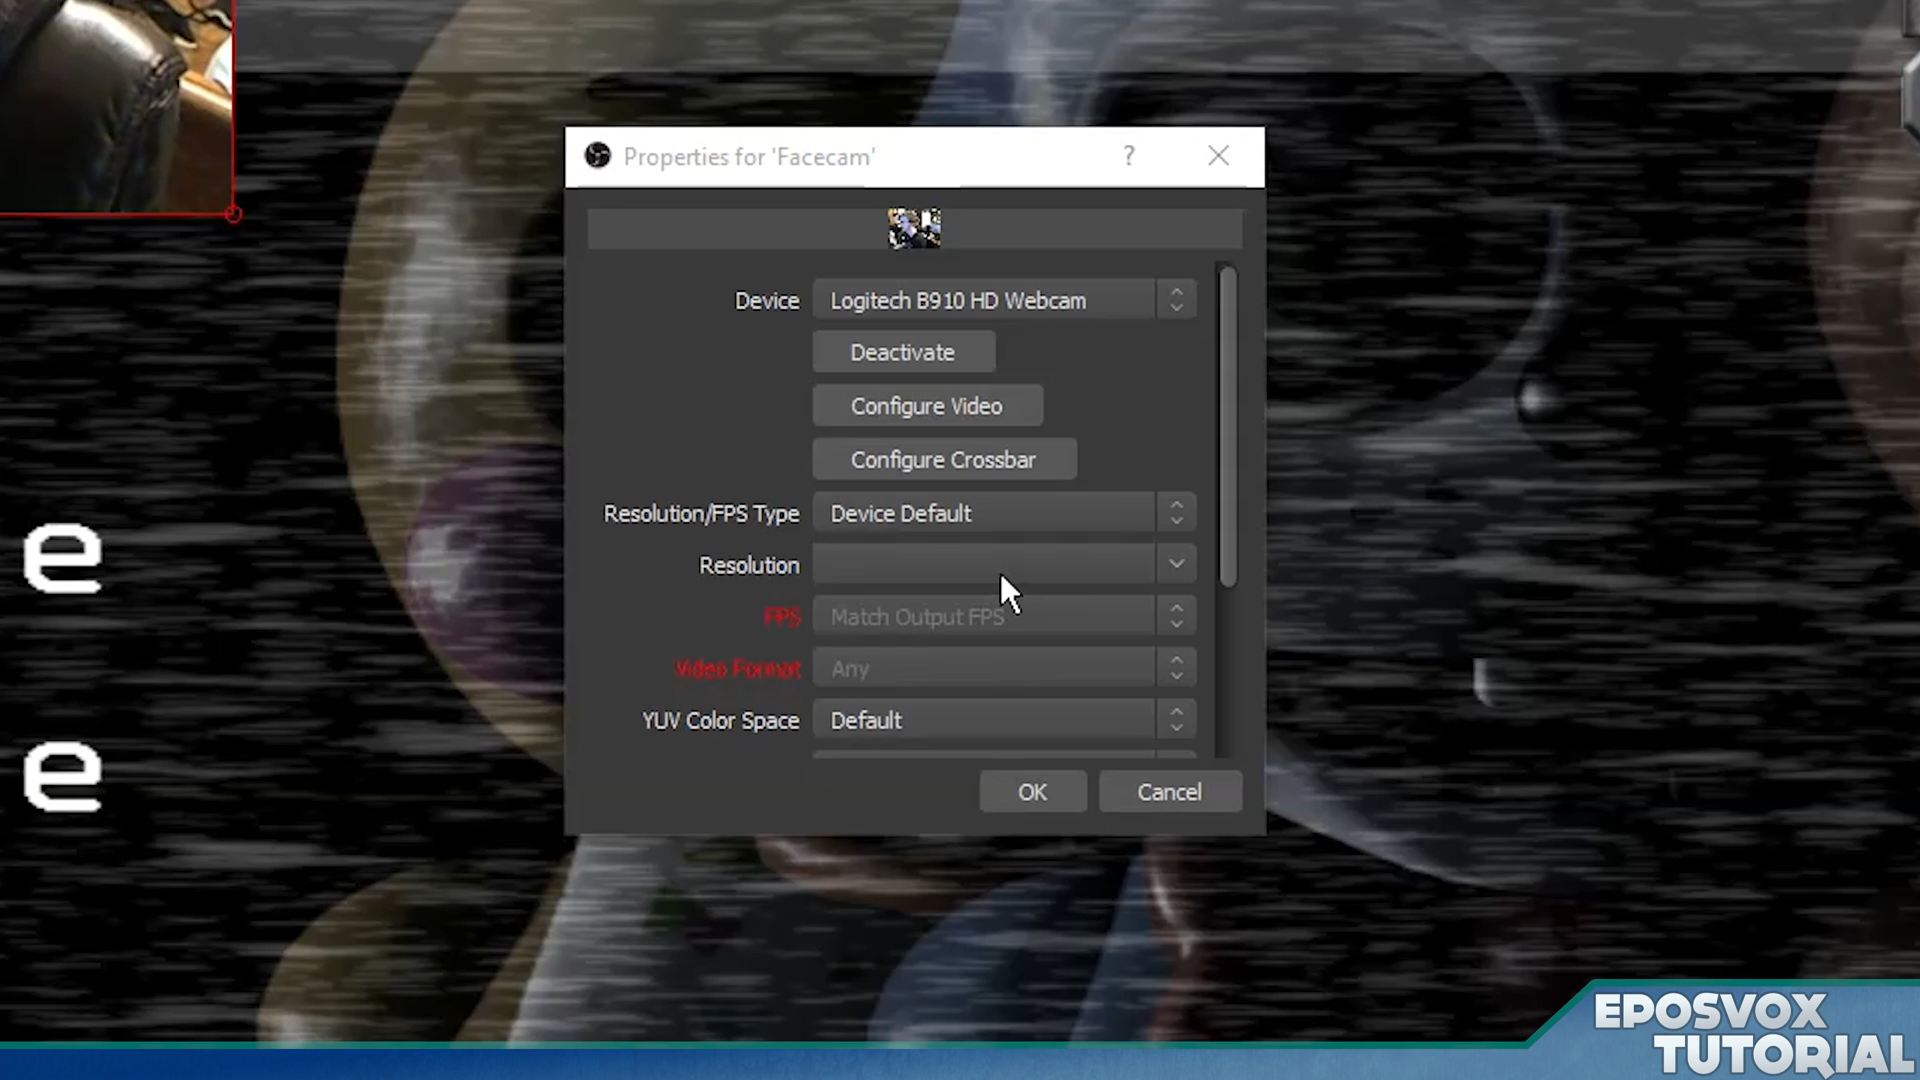 Properties for 'Facecam'
?
Device
Logitech B910 HD Webcam
Deactivate
Configure Video
Configure Crossbar
Resolution/FPS Type
Device Default
Resolution
FPS
Match Output FPS
Video Format
Any
YUV Color Space
Default
OK
Cancel
e
e
EPOSVOX
TUTORIAL